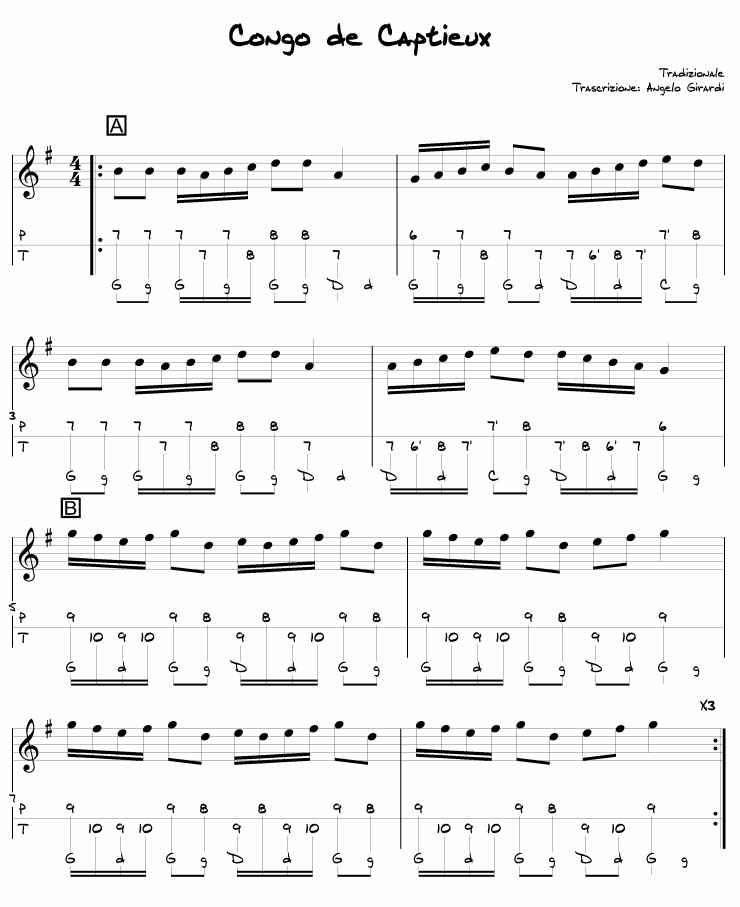 Congo de Captieux
Tradizionale
Trascrizione: Angelo Girardi
A
4
4
P 7 7 7 7 8 8 6 7 7 7' 8
T 7 8 7 7 8 7 7 6' 8 7'
G g G g G g D d G g G d D d C g
3
P 7 7 7 7 8 8 7' 8 6
T 7 8 7 7 6' 8 7' 7' 8 6' 7
G g G g G g D d D d C g D d G g
B
5
P 9 9 8 8 9 8 9 9 8 9
T 10 9 10 9 9 10 10 9 10 9 10
G d G g D d G g G d G g D d G g
X3
7
P 9 9 8 8 9 8 9 9 8 9
T 10 9 10 9 9 10 10 9 10 9 10
G d G g D d G g G d G g D d G g